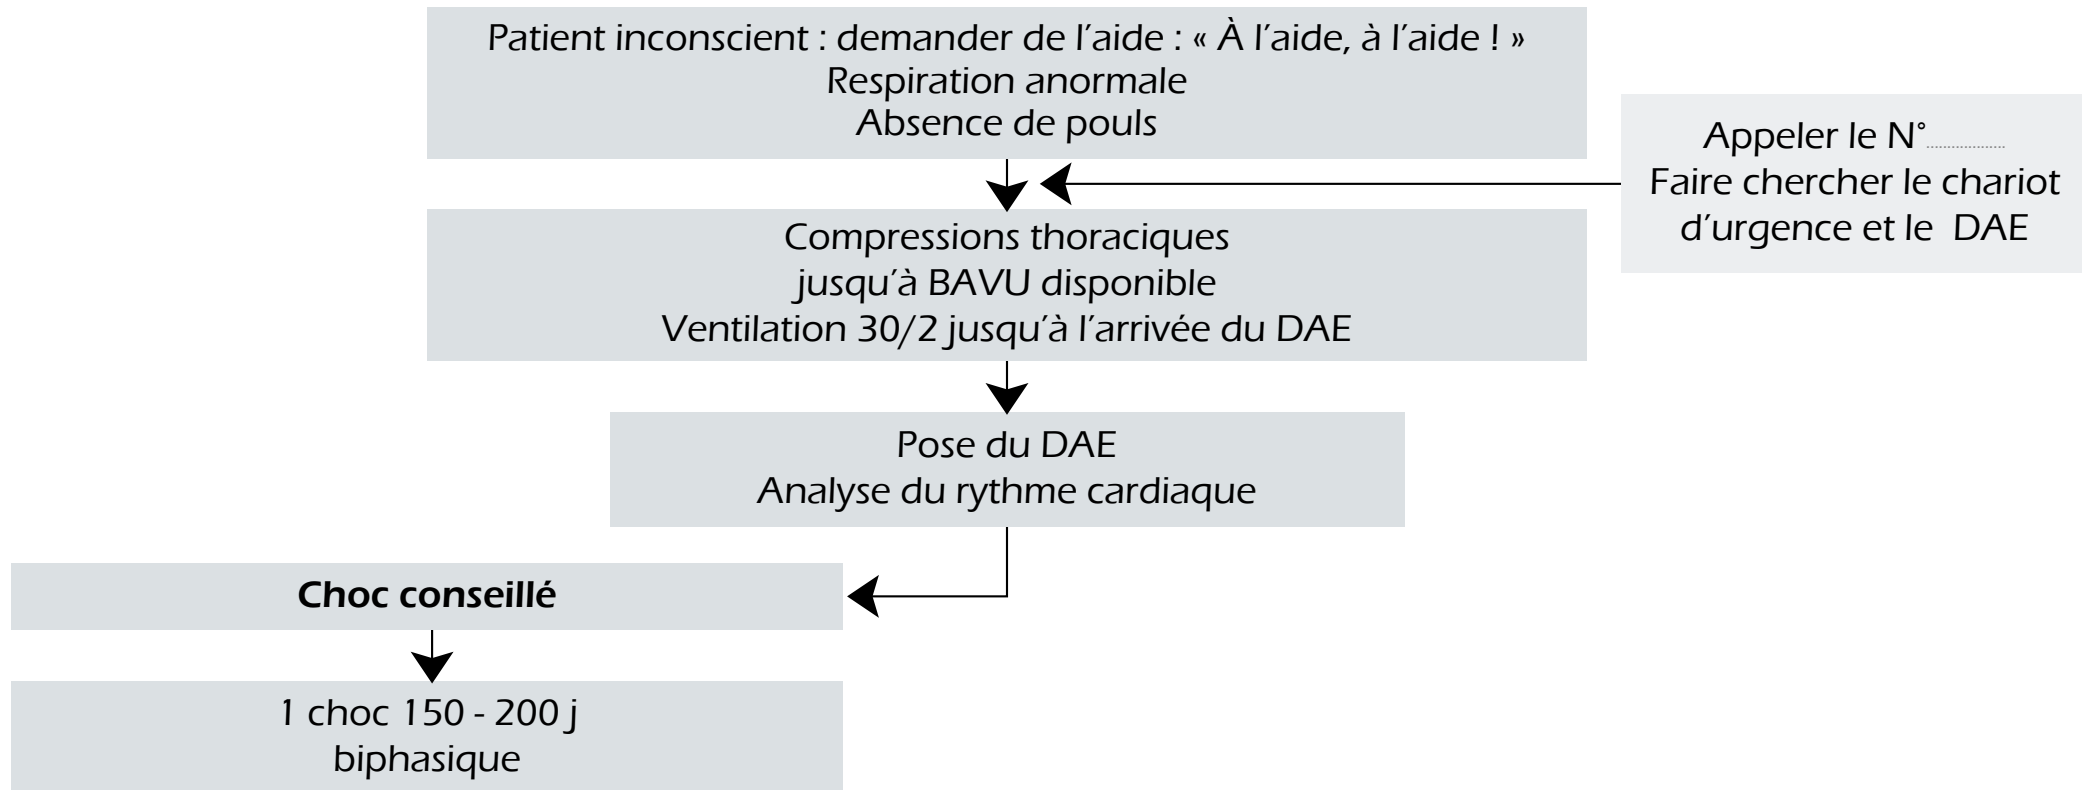 Patient inconscient : demander de l'aide : « À l'aide, à l'aide ! »
Respiration anormale
Absence de pouls
Appeler le N°...................
Faire chercher le chariot
d'urgence et le DAE
Compressions thoraciques
jusqu'à BAVU disponible
Ventilation 30/2 jusqu'à l'arrivée du DAE
Pose du DAE
Analyse du rythme cardiaque
Choc conseillé
1 choc 150 - 200 j
biphasique